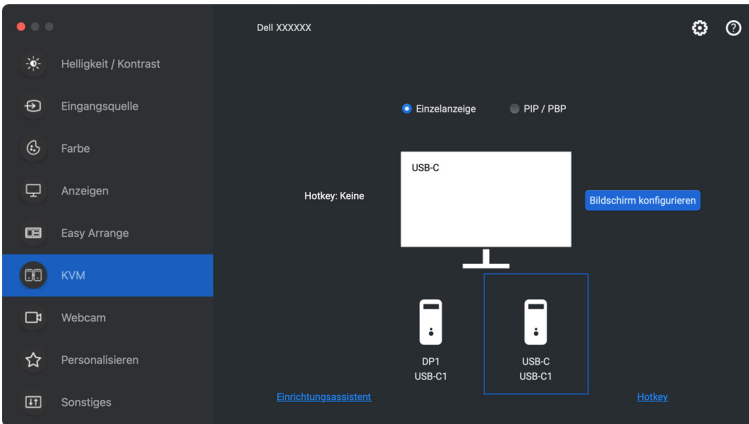 Dell XXXXXX
Helligkeit / Kontrast
Eingangsquelle
Farbe
Anzeigen
Easy Arrange
KVM
Webcam
Personalisieren
Sonstiges
Einzelanzeige
PIP / PBP
USB-C
Hotkey: Keine
Bildschirm konfigurieren
DP1
USB-C1
USB-C
USB-C1
Einrichtungsassistent
Hotkey